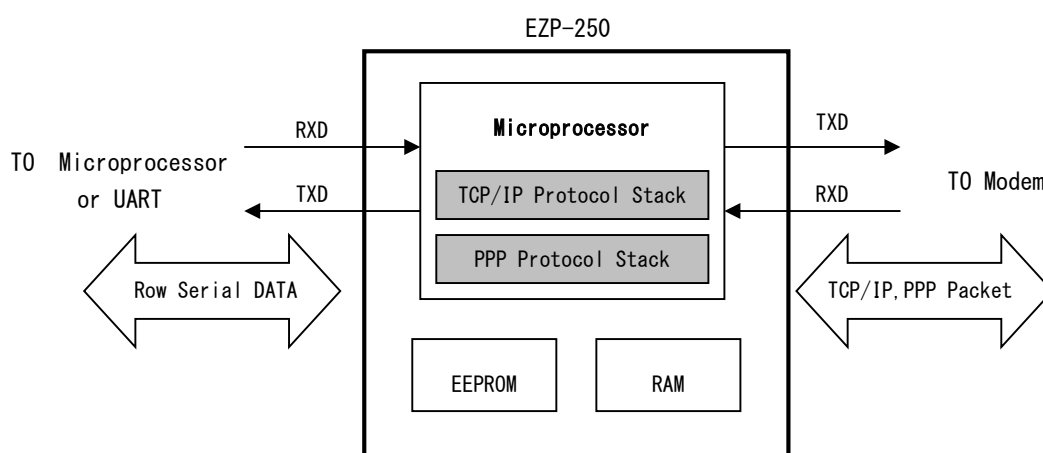 EZP-250
Microprocessor
RXD
TXD
TO Microprocessor
or UART
TO Modem
TCP/IP Protocol Stack
TXD
RXD
PPP Protocol Stack
Row Serial DATA
TCP/IP,PPP Packet
EEPROM
RAM